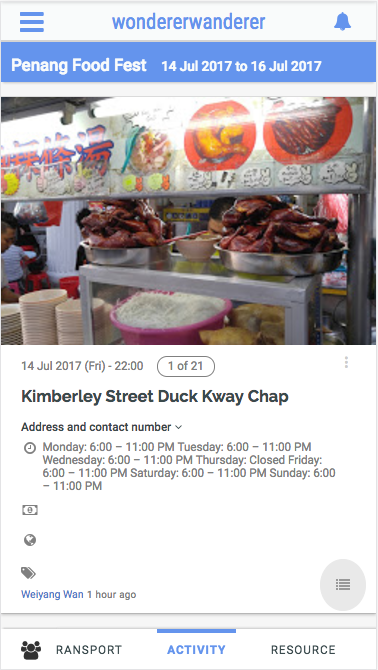 wondererwanderer
Penang Food Fest 14 Jul 2017 to 16 Jul 2017
14 Jul 2017 (Fri) - 22:00 1 of 21
Kimberley Street Duck Kway Chap
Address and contact number
Monday: 6:00 – 11:00 PM Tuesday: 6:00 – 11:00 PM
Wednesday: 6:00 – 11:00 PM Thursday: Closed Friday:
6:00 – 11:00 PM Saturday: 6:00 – 11:00 PM Sunday: 6:00
– 11:00 PM
Weiyang Wan 1 hour ago
RANSPORT ACTIVITY RESOURCE